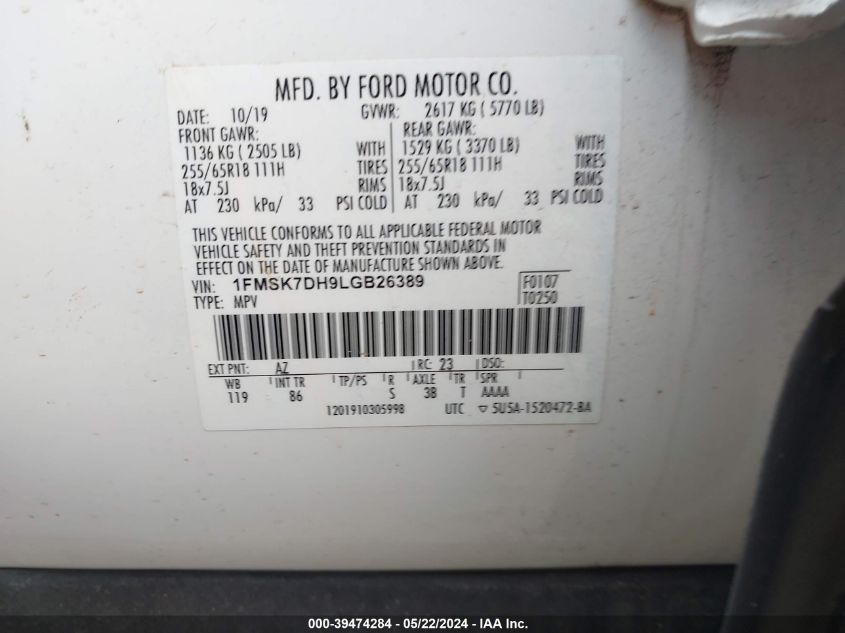 MFD. BY FORD MOTOR CO.
DATE: 10/19 GVWR: 2617 KG ( 5770 LB)
FRONT GAWR: REAR GAWR:
1136 KG ( 2505 LB) WITH 1529 KG ( 3370 LB) WITH
255/65R18 111H TIRES 255/65R18 111H TIRES
18x7.5J RIMS 18x7.5J RIMS
AT 230 kPa/ 33 PSI COLD AT 230 kPa/ 33 PSI COLD
THIS VEHICLE CONFORMS TO ALL APPLICABLE FEDERAL MOTOR
VEHICLE SAFETY AND THEFT PREVENTION STANDARDS IN
EFFECT ON THE DATE OF MANUFACTURE SHOWN ABOVE.
VIN: 1FMSK7DH9LGB26389 F0107
TYPE: MPV T0250
EXT PNT: AZ RC: 23 DSO:
WB INT TR TP/PS R AXLE TR SPR
119 86 S 3B T AAAA
1201910305998 UTC ▽ 5USA-1520472-BA
000-39474284 - 05/22/2024 - IAA Inc.